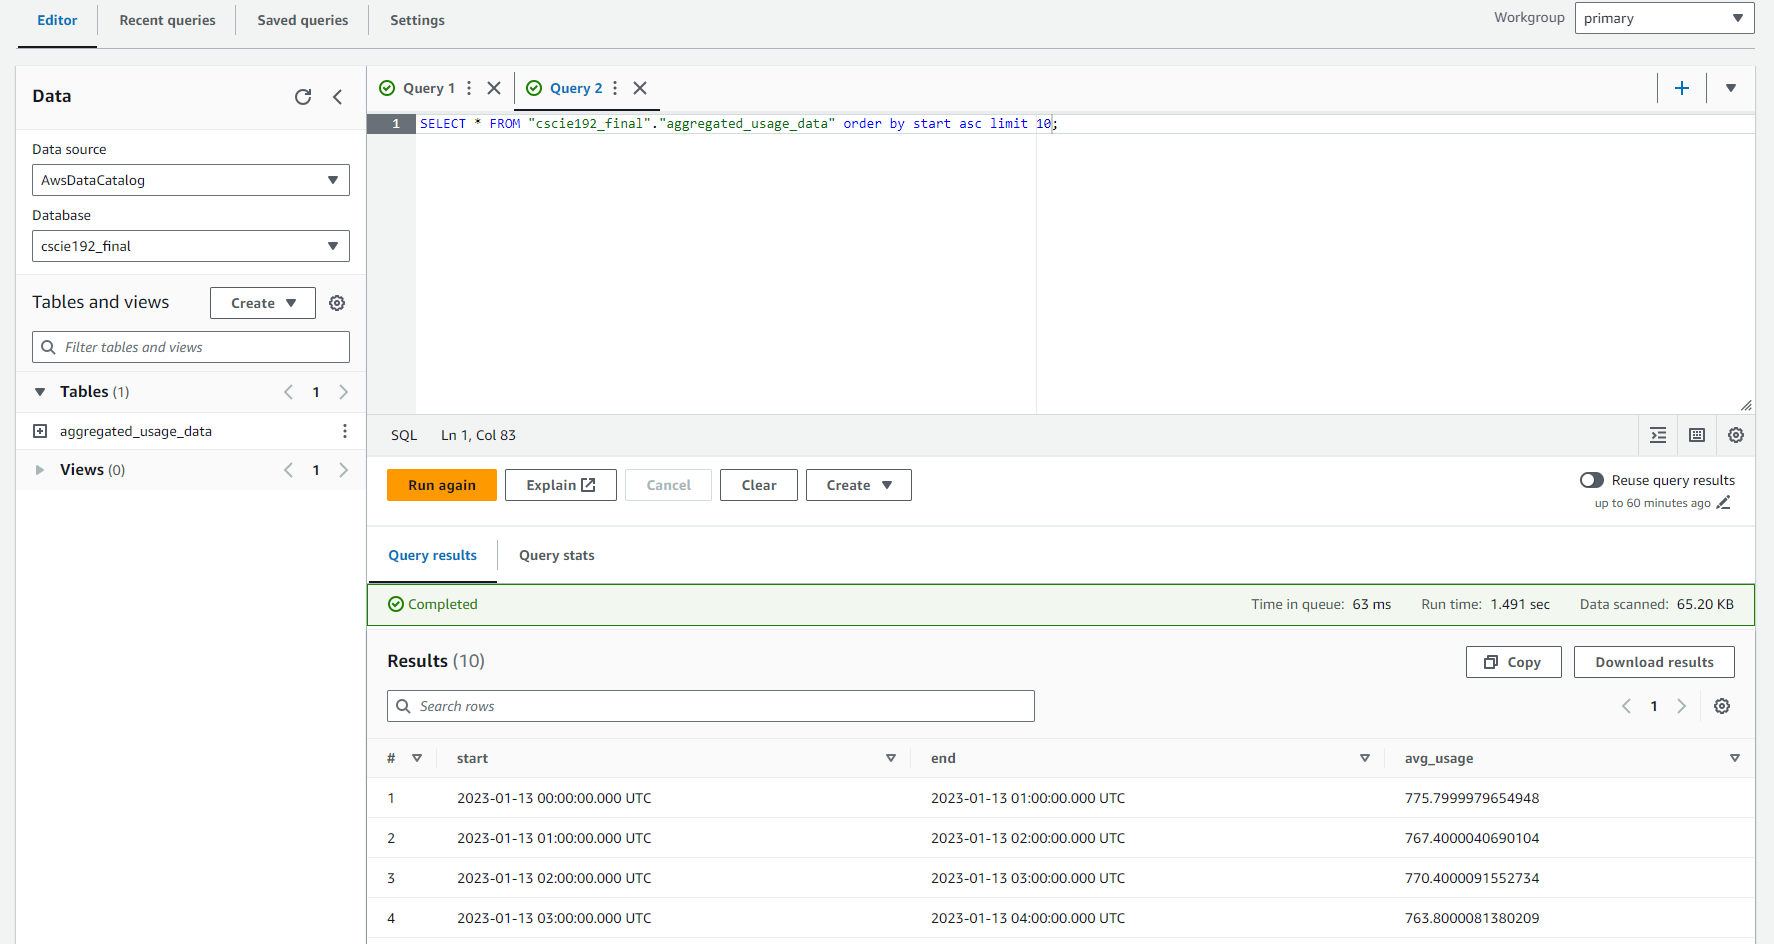 Editor Recent queries Saved queries Settings Workgroup primary
Data
Data source
AwsDataCatalog
Database
cscie192_final
Tables and views Create
Filter tables and views
Tables (1) 1
aggregated_usage_data
Views (0) 1
Query 1 Query 2
1 SELECT * FROM "cscie192_final"."aggregated_usage_data" order by start asc limit 10;
SQL Ln 1, Col 83
Run again Explain Cancel Clear Create Reuse query results
up to 60 minutes ago
Query results Query stats
Completed Time in queue: 63 ms Run time: 1.491 sec Data scanned: 65.20 KB
Results (10) Copy Download results
Search rows 1
# start end avg_usage
1 2023-01-13 00:00:00.000 UTC 2023-01-13 01:00:00.000 UTC 775.7999979654948
2 2023-01-13 01:00:00.000 UTC 2023-01-13 02:00:00.000 UTC 767.4000040690104
3 2023-01-13 02:00:00.000 UTC 2023-01-13 03:00:00.000 UTC 770.4000091552734
4 2023-01-13 03:00:00.000 UTC 2023-01-13 04:00:00.000 UTC 763.8000081380209